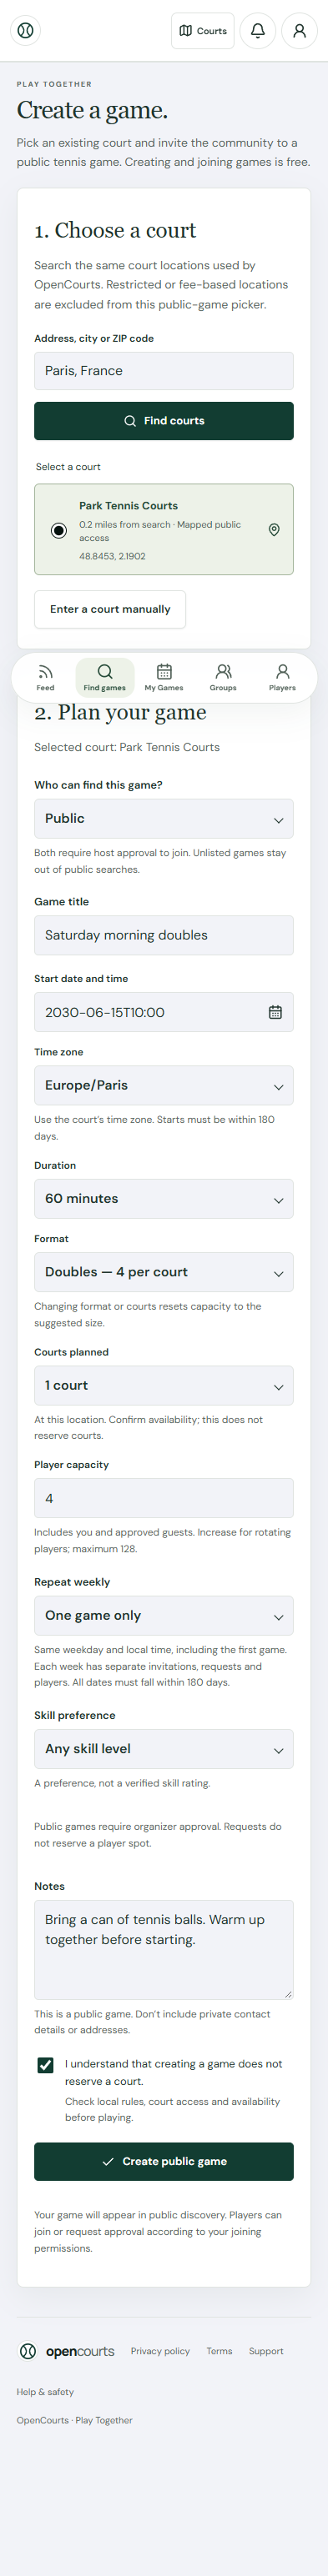 Courts
PLAY TOGETHER
Create a game.
Pick an existing court and invite the community to a
public tennis game. Creating and joining games is free.
1. Choose a court
Search the same court locations used by
OpenCourts. Restricted or fee-based locations
are excluded from this public-game picker.
Address, city or ZIP code
Paris, France
Find courts
Select a court
Park Tennis Courts
0.2 miles from search · Mapped public
access
48.8453, 2.1902
Enter a court manually
Feed
Find games
My Games
Groups
Players
2. Plan your game
Selected court: Park Tennis Courts
Who can find this game?
Public
Both require host approval to join. Unlisted games stay
out of public searches.
Game title
Saturday morning doubles
Start date and time
2030-06-15T10:00
Time zone
Europe/Paris
Use the court's time zone. Starts must be within 180
days.
Duration
60 minutes
Format
Doubles — 4 per court
Changing format or courts resets capacity to the
suggested size.
Courts planned
1 court
At this location. Confirm availability; this does not
reserve courts.
Player capacity
4
Includes you and approved guests. Increase for rotating
players; maximum 128.
Repeat weekly
One game only
Same weekday and local time, including the first game.
Each week has separate invitations, requests and
players. All dates must fall within 180 days.
Skill preference
Any skill level
A preference, not a verified skill rating.
Public games require organizer approval. Requests do
not reserve a player spot.
Notes
Bring a can of tennis balls. Warm up
together before starting.
This is a public game. Don't include private contact
details or addresses.
I understand that creating a game does not
reserve a court.
Check local rules, court access and availability
before playing.
Create public game
Your game will appear in public discovery. Players can
join or request approval according to your joining
permissions.
opencourts
Privacy policy
Terms
Support
Help & safety
OpenCourts · Play Together